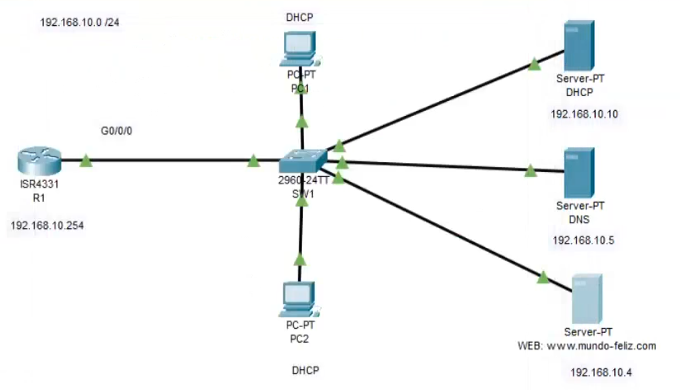 192.168.10.0 /24
DHCP
PC-PT
PC1
Server-PT
DHCP
192.168.10.10
G0/0/0
ISR4331
R1
192.168.10.254
2960-24TT
SW1
Server-PT
DNS
192.168.10.5
PC-PT
PC2
DHCP
Server-PT
WEB: www.mundo-feliz.com
192.168.10.4